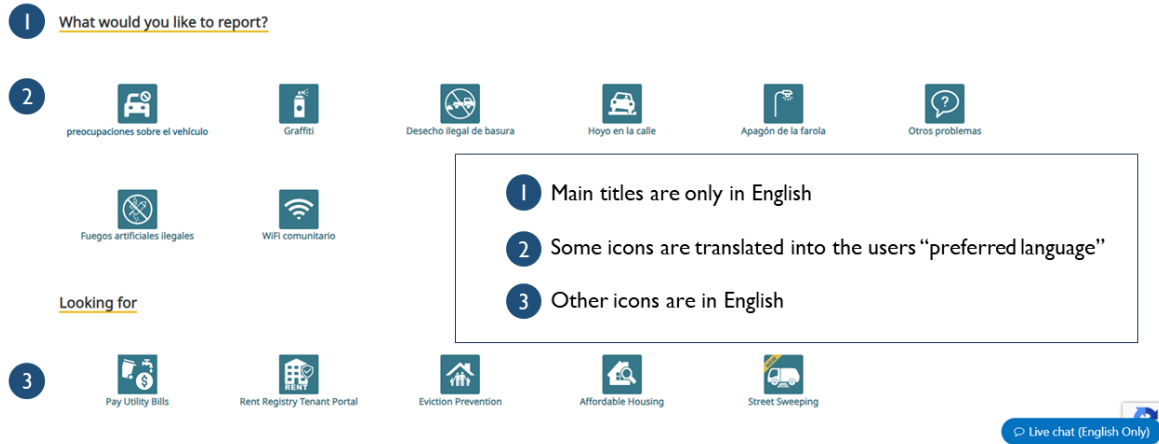 1 What would you like to report?
2
preocupaciones sobre el vehículo
Graffiti
Desecho ilegal de basura
Hoyo en la calle
Apagón de la farola
Otros problemas
Fuegos artificiales ilegales
WiFi comunitario
1 Main titles are only in English
2 Some icons are translated into the users “preferred language”
3 Other icons are in English
Looking for
3
RENT
Pay Utility Bills
Rent Registry Tenant Portal
Eviction Prevention
Affordable Housing
Street Sweeping
Live chat (English Only)